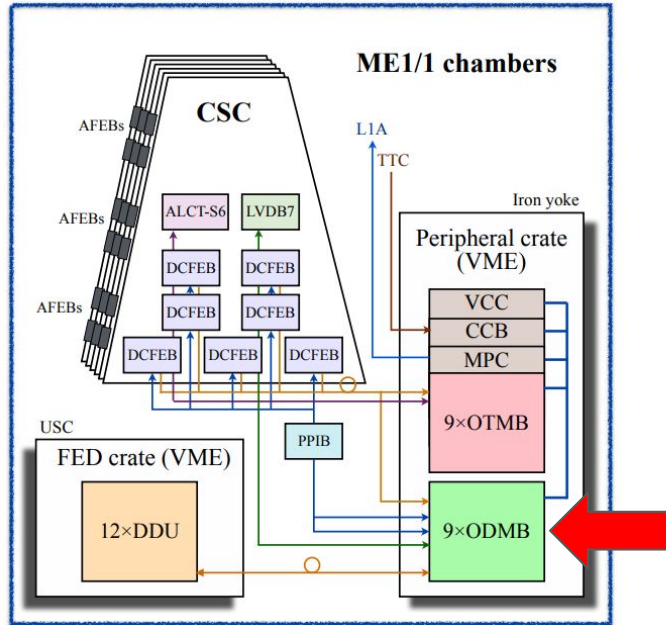 ME1/1 chambers
CSC
AFEBs
AFEBs
AFEBs
L1A
TTC
Iron yoke
ALCT-S6
LVDB7
DCFEB
DCFEB
DCFEB
DCFEB
DCFEB
DCFEB
DCFEB
Peripheral crate
(VME)
VCC
CCB
MPC
9×OTMB
PPIB
USC
FED crate (VME)
12×DDU
9×ODMB